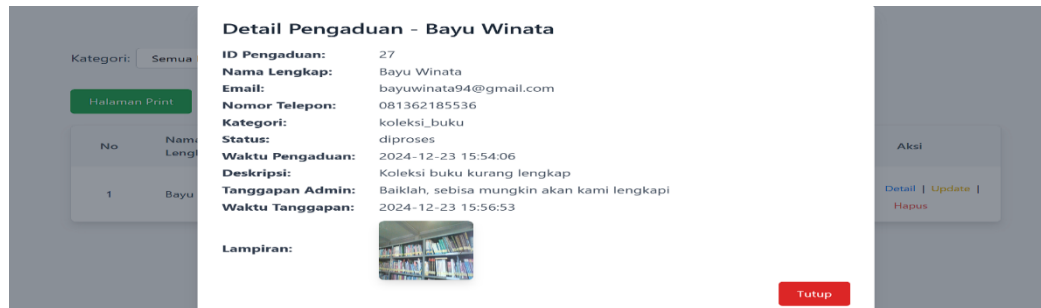 Detail Pengaduan - Bayu Winata
ID Pengaduan: 27
Nama Lengkap: Bayu Winata
Email: bayuwinata94@gmail.com
Nomor Telepon: 081362185536
Kategori: koleksi_buku
Status: diproses
Waktu Pengaduan: 2024-12-23 15:54:06
Deskripsi: Koleksi buku kurang lengkap
Tanggapan Admin: Baiklah, sebisa mungkin akan kami lengkapi
Waktu Tanggapan: 2024-12-23 15:56:53
Lampiran:
Tutup
Kategori: Semua
Halaman Print
No Nama Aksi
1 Bayu Detail | Update |
Hapus